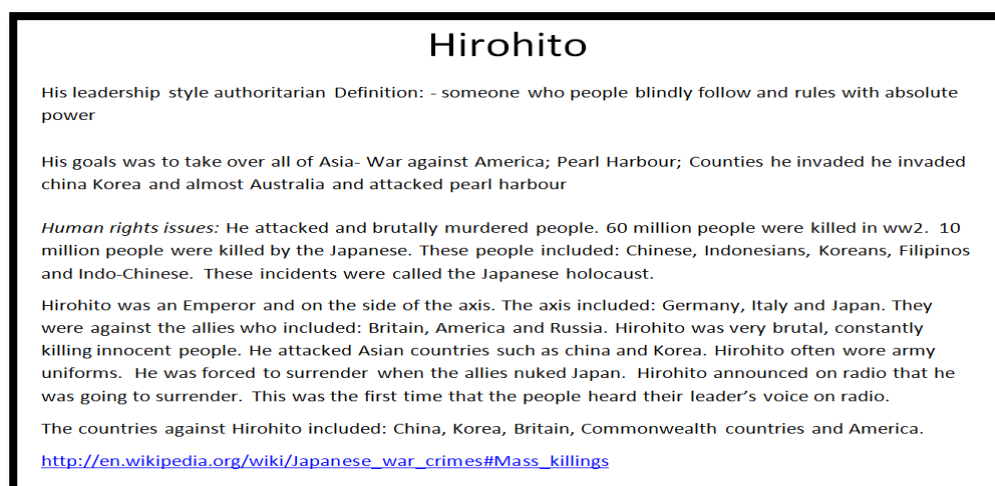 Hirohito
His leadership style authoritarian Definition: - someone who people blindly follow and rules with absolute
power
His goals was to take over all of Asia- War against America; Pearl Harbour; Counties he invaded he invaded
china Korea and almost Australia and attacked pearl harbour
Human rights issues: He attacked and brutally murdered people. 60 million people were killed in ww2. 10
million people were killed by the Japanese. These people included: Chinese, Indonesians, Koreans, Filipinos
and Indo-Chinese. These incidents were called the Japanese holocaust.
Hirohito was an Emperor and on the side of the axis. The axis included: Germany, Italy and Japan. They
were against the allies who included: Britain, America and Russia. Hirohito was very brutal, constantly
killing innocent people. He attacked Asian countries such as china and Korea. Hirohito often wore army
uniforms. He was forced to surrender when the allies nuked Japan. Hirohito announced on radio that he
was going to surrender. This was the first time that the people heard their leader’s voice on radio.
The countries against Hirohito included: China, Korea, Britain, Commonwealth countries and America.
http://en.wikipedia.org/wiki/Japanese_war_crimes#Mass_killings